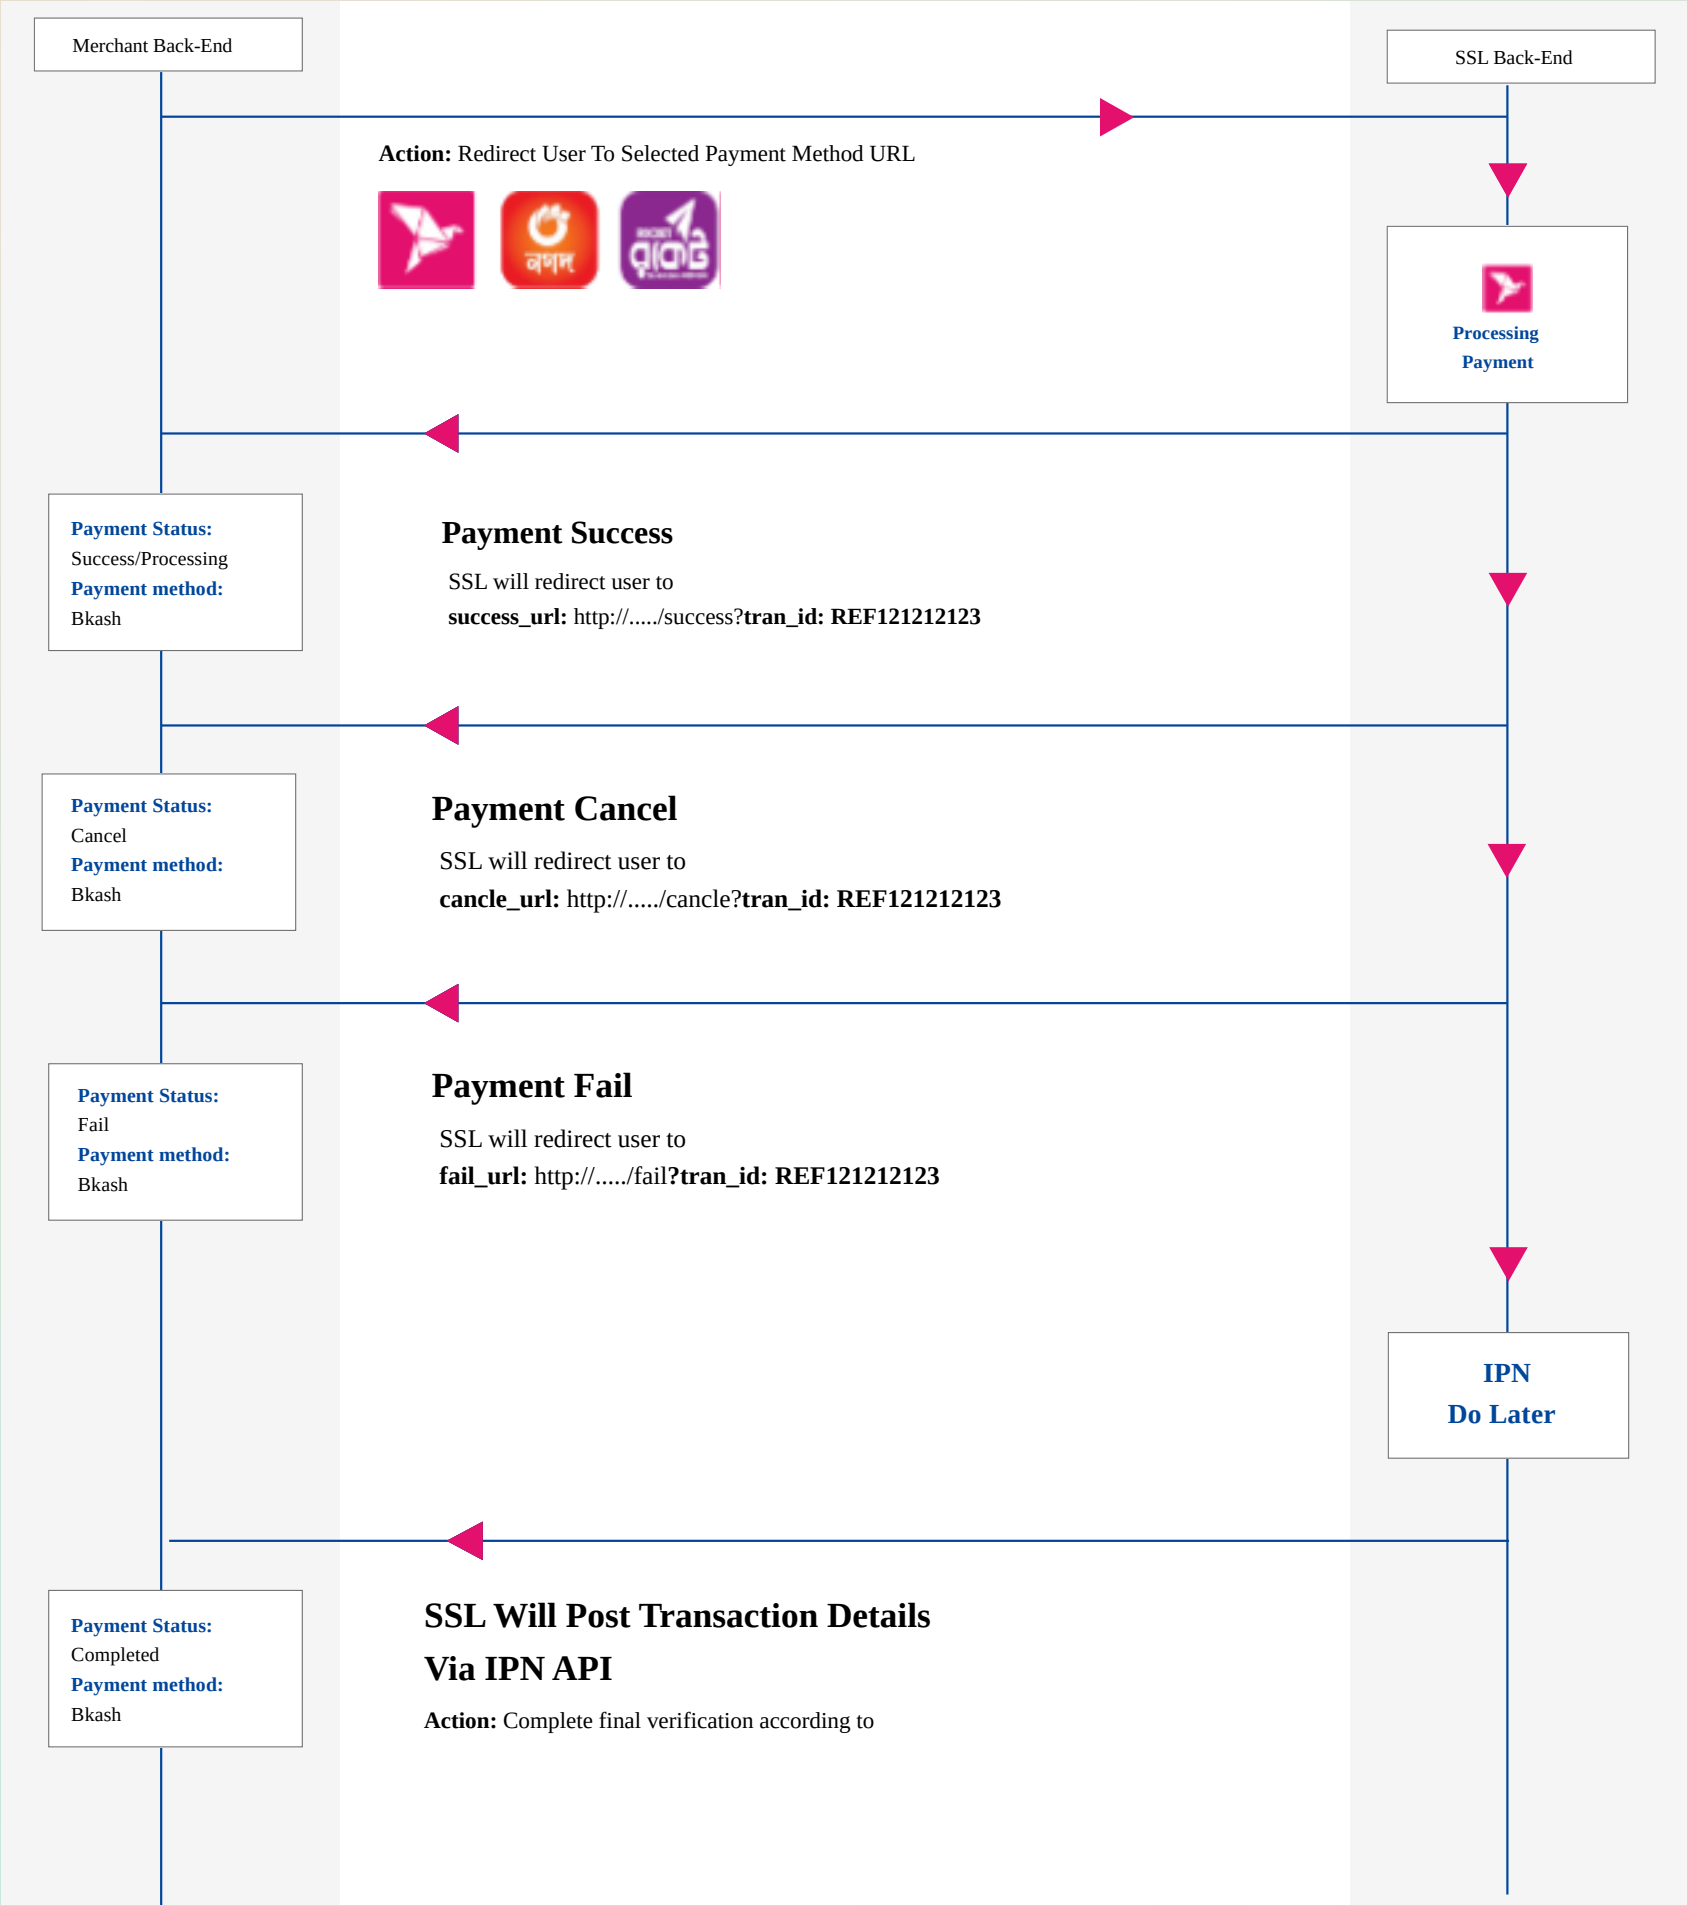 Merchant Back-End
SSL Back-End
Action: Redirect User To Selected Payment Method URL
নগদ
ROCKET
রকেট
Processing
Payment
Payment Status:
Success/Processing
Payment method:
Bkash
Payment Success
SSL will redirect user to
success_url: http://...../success?tran_id: REF121212123
Payment Status:
Cancel
Payment method:
Bkash
Payment Cancel
SSL will redirect user to
cancle_url: http://...../cancle?tran_id: REF121212123
Payment Status:
Fail
Payment method:
Bkash
Payment Fail
SSL will redirect user to
fail_url: http://...../fail?tran_id: REF121212123
IPN
Do Later
Payment Status:
Completed
Payment method:
Bkash
SSL Will Post Transaction Details
Via IPN API
Action: Complete final verification according to